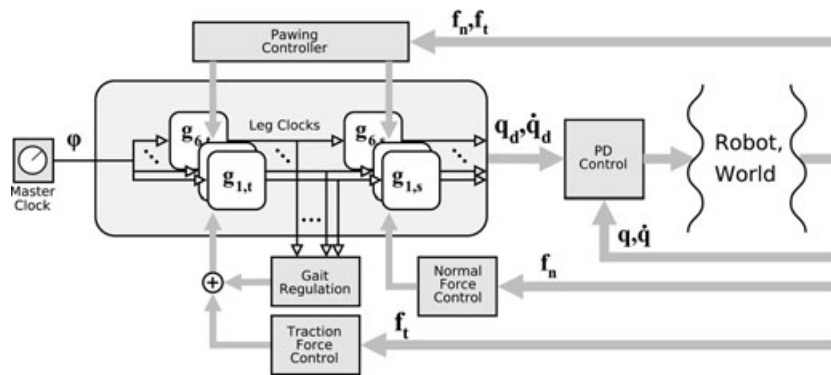 Pawing
Controller
f_n,f_t
φ
Master
Clock
Leg Clocks
g_6,t
g_1,t
g_6,s
g_1,s
q_d,q̇_d
PD
Control
Robot,
World
q,q̇
Gait
Regulation
Normal
Force
Control
f_n
Traction
Force
Control
f_t